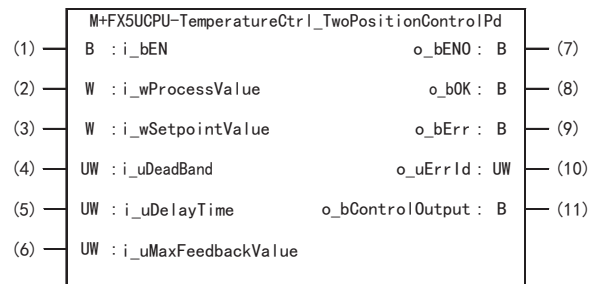 M+FX5UCPU-TemperatureCtrl_TwoPositionControlPd
(1) B :i_bEN o_bENO: B (7)
(2) W :i_wProcessValue o_bOK: B (8)
(3) W :i_wSetpointValue o_bErr: B (9)
(4) UW :i_uDeadBand o_uErrId: UW (10)
(5) UW :i_uDelayTime o_bControlOutput: B (11)
(6) UW :i_uMaxFeedbackValue